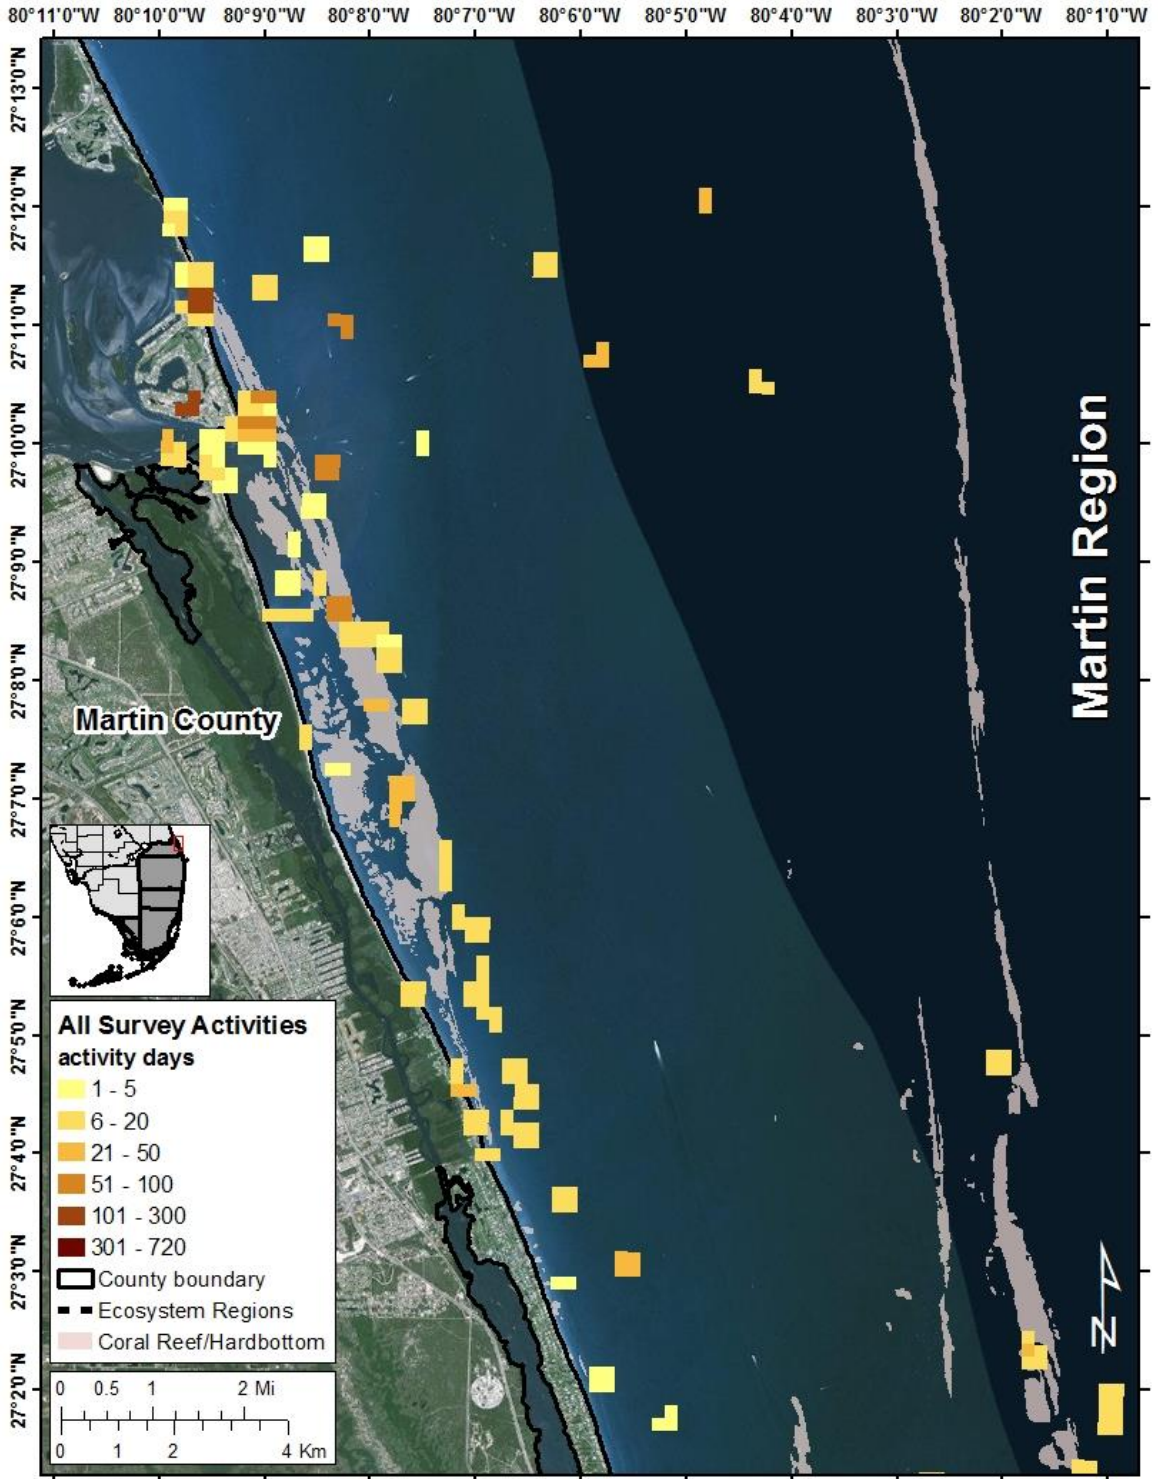 80°11'0"W 80°10'0"W 80°9'0"W 80°8'0"W 80°7'0"W 80°6'0"W 80°5'0"W 80°4'0"W 80°3'0"W 80°2'0"W 80°1'0"W
27°13'0"N
27°12'0"N
27°11'0"N
27°10'0"N
27°9'0"N
27°8'0"N
27°7'0"N
27°6'0"N
27°5'0"N
27°4'0"N
27°3'0"N
27°2'0"N
Martin Region
Martin County
All Survey Activities
activity days
1 - 5
6 - 20
21 - 50
51 - 100
101 - 300
301 - 720
County boundary
Ecosystem Regions
Coral Reef/Hardbottom
0 0.5 1 2 Mi
0 1 2 4 Km
N